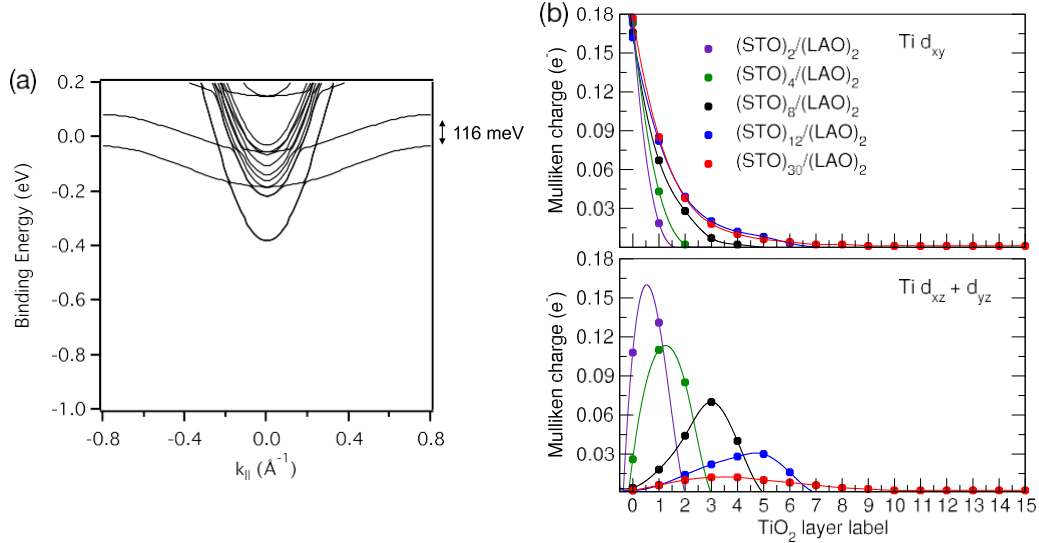 (a)
Binding Energy (eV)
0.2
0.0
-0.2
-0.4
-0.6
-0.8
-1.0
-0.8 -0.4 0.0 0.4 0.8
k|| (Å⁻¹)
116 meV
(b)
Mulliken charge (e⁻)
0.18
0.15
0.12
0.09
0.06
0.03
Ti dxy
(STO)₂/(LAO)₂
(STO)₄/(LAO)₂
(STO)₈/(LAO)₂
(STO)₁₂/(LAO)₂
(STO)₃₀/(LAO)₂
Mulliken charge (e⁻)
0.18
0.15
0.12
0.09
0.06
0.03
Ti dxz + dyz
0 1 2 3 4 5 6 7 8 9 10 11 12 13 14 15
TiO₂ layer label